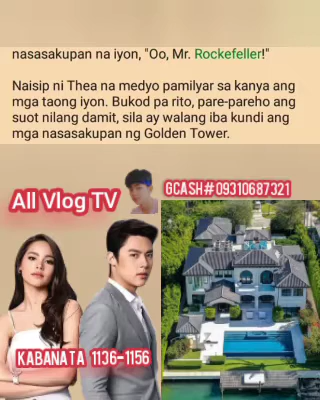 nasasakupan na iyon, "Oo, Mr. Rockefeller!"
Naisip ni Thea na medyo pamilyar sa kanya ang
mga taong iyon. Bukod pa rito, pare-pareho ang
suot nilang damit, sila ay walang iba kundi ang
mga nasasakupan ng Golden Tower.
All Vlog TV
GCASH#09310687321
KABANATA 1136-1156